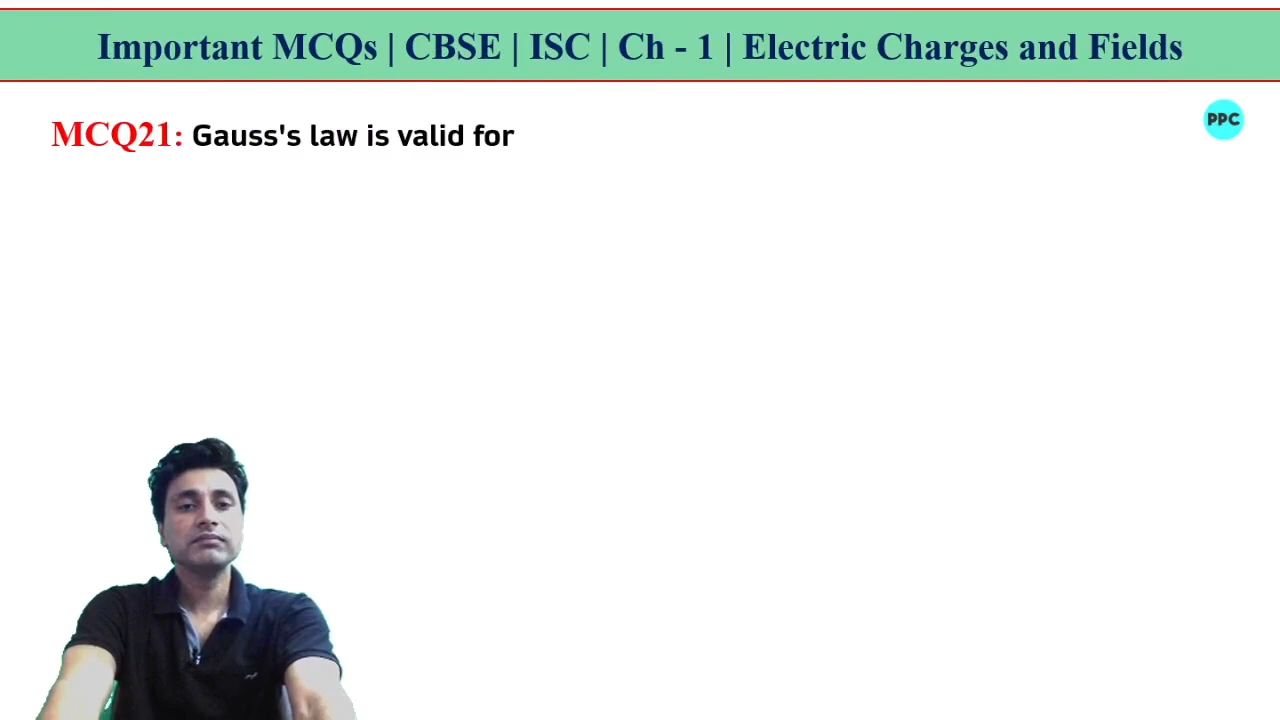 Important MCQs | CBSE | ISC | Ch - 1 | Electric Charges and Fields
PPC
MCQ21: Gauss's law is valid for